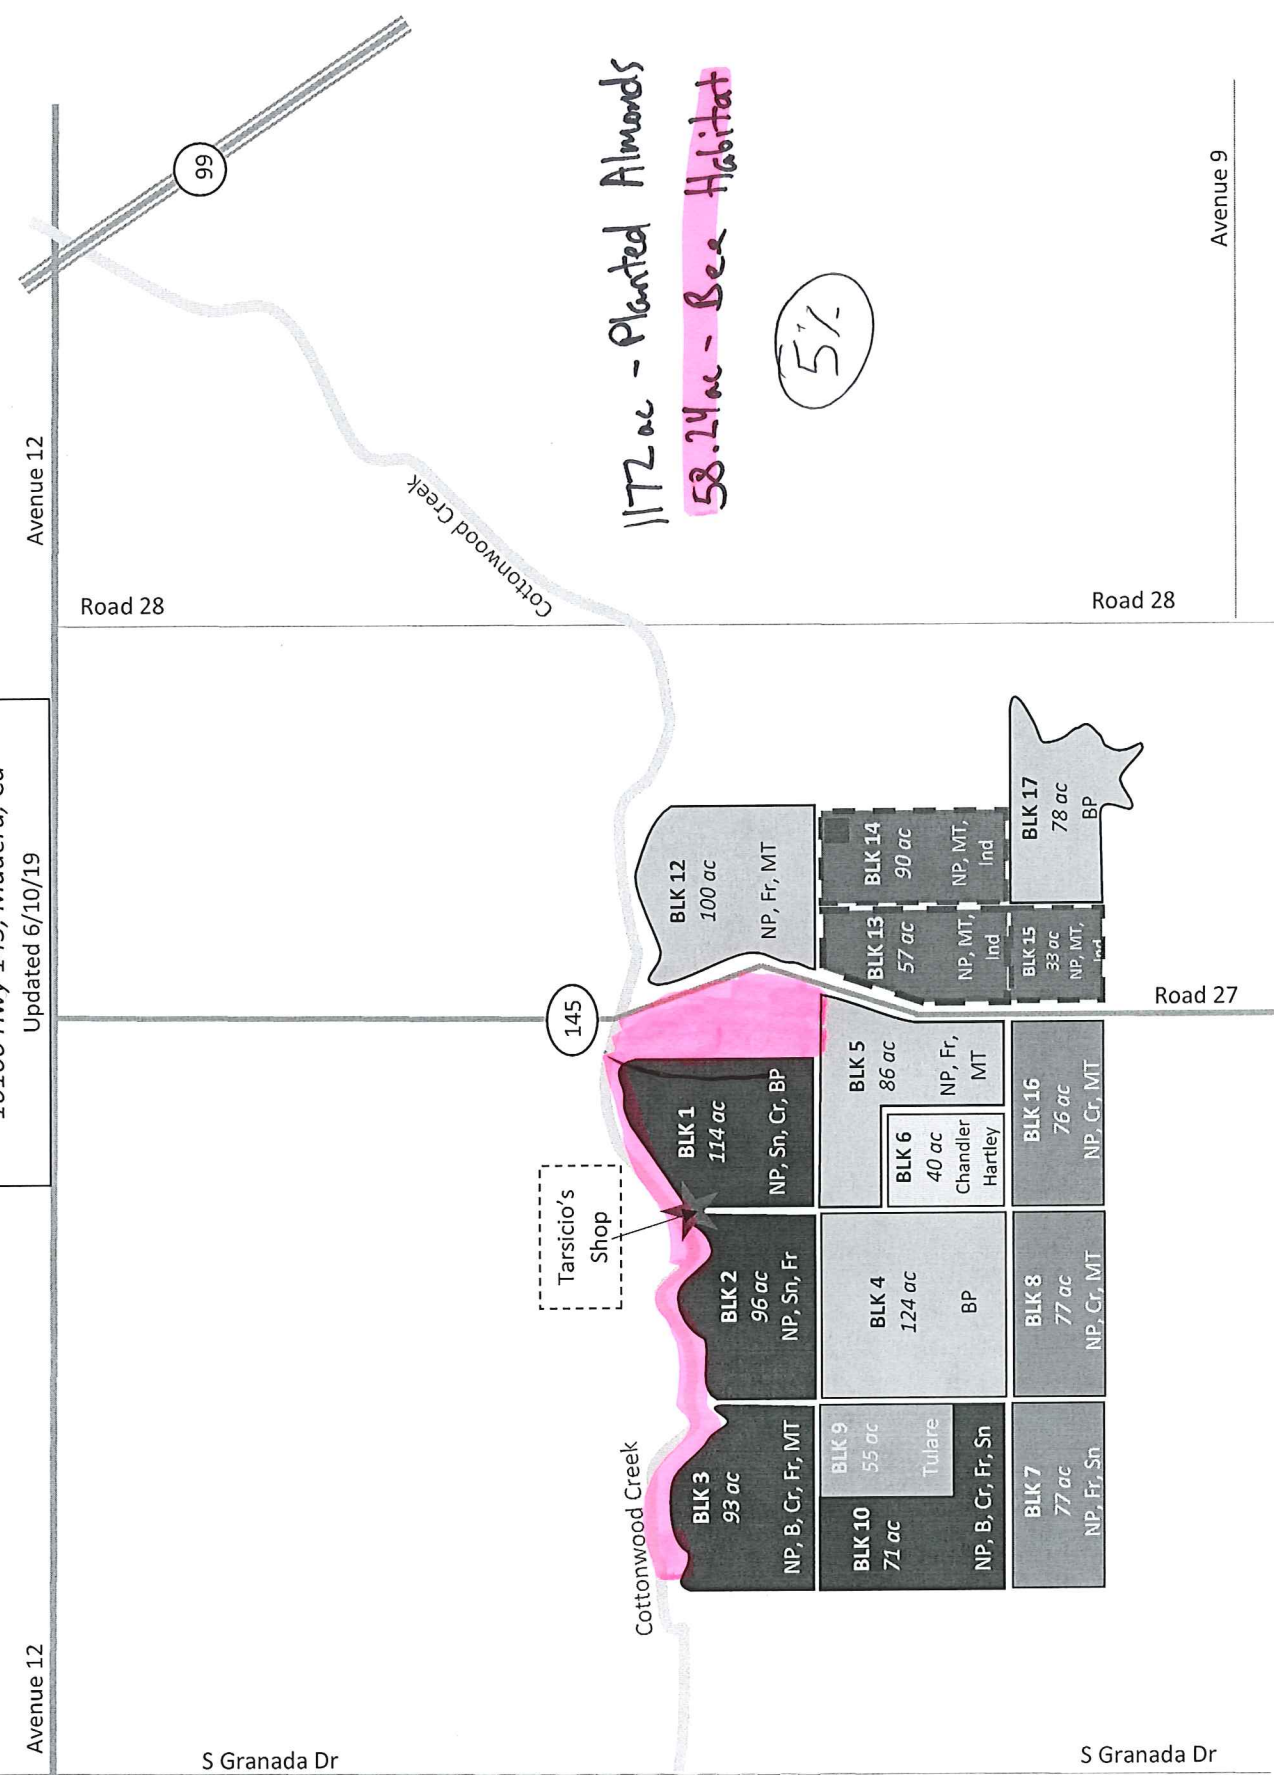 Updated 6/10/19
Avenue 12
Avenue 12
99
Road 28
Cottonwood Creek
1172 ac - Planted Almonds
58.24 ac - Bee Habitat
5%
S Granada Dr
145
Tarsicio's
Shop
Cottonwood Creek
BLK 3
93 ac
NP, B, Cr, Fr, MT
BLK 2
96 ac
NP, Sn, Fr
BLK 1
114 ac
NP, Sn, Cr, BP
BLK 12
100 ac
NP, Fr, MT
BLK 10
71 ac
NP, B, Cr, Fr, Sn
BLK 9
55 ac
Tulare
BLK 4
124 ac
BP
BLK 5
86 ac
NP, Fr,
MT
BLK 6
40 ac
Chandler
Hartley
BLK 13
57 ac
NP, MT,
Ind
BLK 14
90 ac
NP, MT,
Ind
BLK 7
77 ac
NP, Fr, Sn
BLK 8
77 ac
NP, Cr, MT
BLK 16
76 ac
NP, Cr, MT
BLK 15
33 ac
NP, MT,
Ind
BLK 17
78 ac
BP
S Granada Dr
Road 27
Road 28
Avenue 9